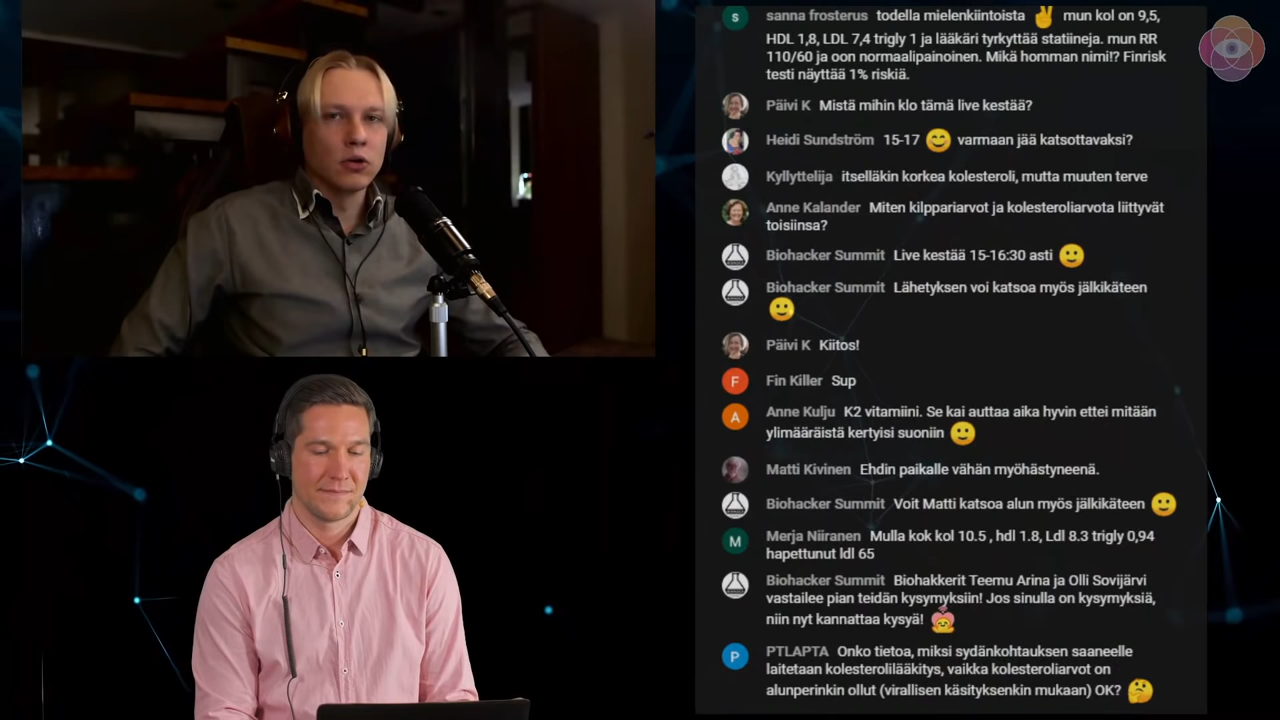 S sanna frosterus todella mielenkiintoista ✌ mun kol on 9,5,
HDL 1,8, LDL 7,4 trigly 1 ja lääkäri tyrkyttää statiineja. mun RR
110/60 ja oon normaalipainoinen. Mikä homman nimi!? Finrisk
testi näyttää 1% riskiä.
Päivi K Mistä mihin klo tämä live kestää?
Heidi Sundström 15-17 😊 varmaan jää katsottavaksi?
Kyllyttelija itselläkin korkea kolesteroli, mutta muuten terve
Anne Kalander Miten kilppariarvot ja kolesteroliarvota liittyvät
toisiinsa?
Biohacker Summit Live kestää 15-16:30 asti 🙂
Biohacker Summit Lähetyksen voi katsoa myös jälkikäteen
🙂
Päivi K Kiitos!
F Fin Killer Sup
A Anne Kulju K2 vitamiini. Se kai auttaa aika hyvin ettei mitään
ylimääräistä kertyisi suoniin 🙂
Matti Kivinen Ehdin paikalle vähän myöhästyneenä.
Biohacker Summit Voit Matti katsoa alun myös jälkikäteen 🙂
M Merja Niiranen Mulla kok kol 10.5 , hdl 1.8, Ldl 8.3 trigly 0,94
hapettunut ldl 65
Biohacker Summit Biohakkerit Teemu Arina ja Olli Sovijärvi
vastailee pian teidän kysymyksiin! Jos sinulla on kysymyksiä,
niin nyt kannattaa kysyä!
P PTLAPTA Onko tietoa, miksi sydänkohtauksen saaneelle
laitetaan kolesterolilääkitys, vaikka kolesteroliarvot on
alunperinkin ollut (virallisen käsityksenkin mukaan) OK? 🤔